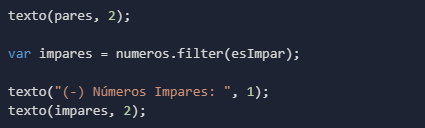 texto(pares, 2);
var impares = numeros.filter(esImpar);
texto("(-) Números Impares: ", 1);
texto(impares, 2);